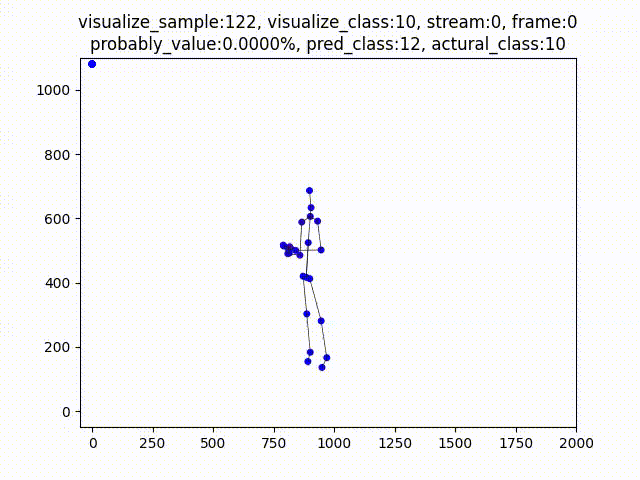 visualize_sample:122, visualize_class:10, stream:0, frame:0
probably_value:0.0000%, pred_class:12, actural_class:10
1000
800
600
400
200
0
0 250 500 750 1000 1250 1500 1750 2000